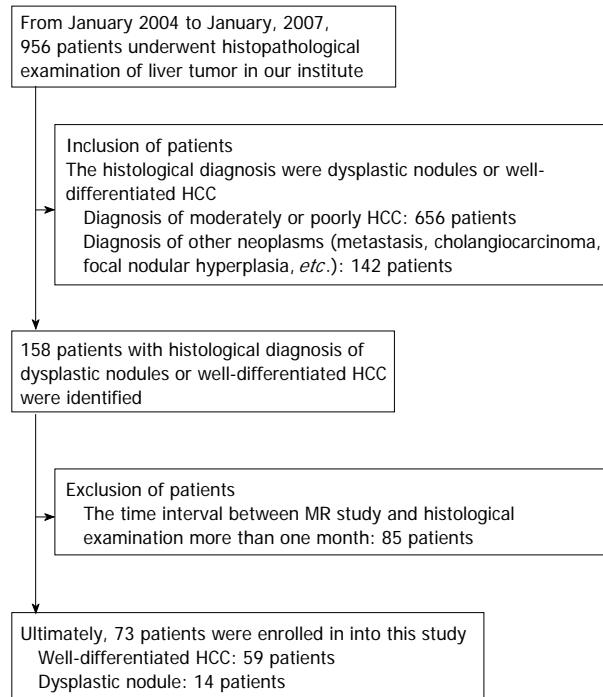 From January 2004 to January, 2007,
956 patients underwent histopathological
examination of liver tumor in our institute
Inclusion of patients
The histological diagnosis were dysplastic nodules or well-
differentiated HCC
Diagnosis of moderately or poorly HCC: 656 patients
Diagnosis of other neoplasms (metastasis, cholangiocarcinoma,
focal nodular hyperplasia, etc.): 142 patients
158 patients with histological diagnosis of
dysplastic nodules or well-differentiated HCC
were identified
Exclusion of patients
The time interval between MR study and histological
examination more than one month: 85 patients
Ultimately, 73 patients were enrolled in into this study
Well-differentiated HCC: 59 patients
Dysplastic nodule: 14 patients